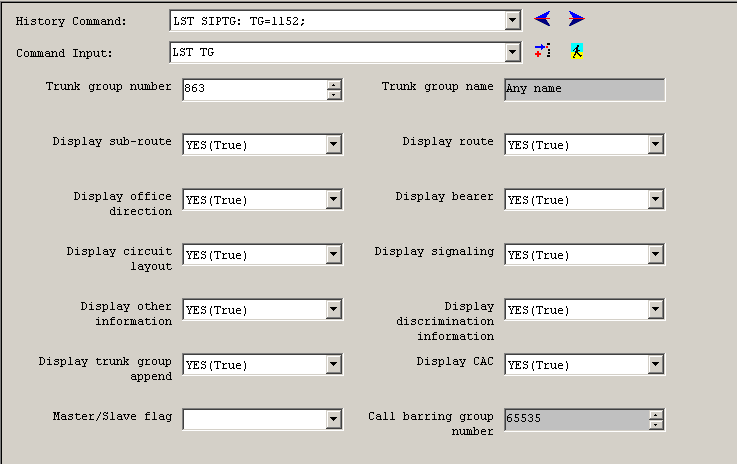 History Command: LST SIPTG: TG=1152;
Command Input: LST TG
Trunk group number 863 Trunk group name Any name
Display sub-route YES(True) Display route YES(True)
Display office YES(True) Display bearer YES(True)
direction
Display circuit YES(True) Display signaling YES(True)
layout
Display other YES(True) Display YES(True)
information discrimination
information
Display trunk group YES(True) Display CAC YES(True)
append
Master/Slave flag Call barring group 65535
number